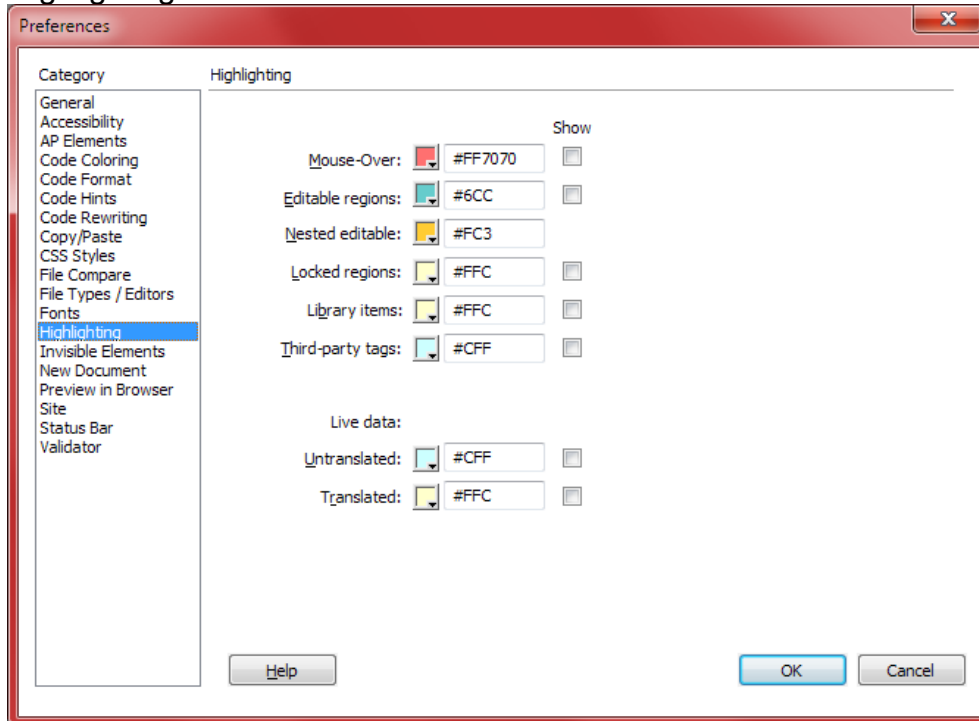 Preferences
X
Category
Highlighting
General
Accessibility
AP Elements
Code Coloring
Code Format
Code Hints
Code Rewriting
Copy/Paste
CSS Styles
File Compare
File Types / Editors
Fonts
Highlighting
Invisible Elements
New Document
Preview in Browser
Site
Status Bar
Validator
Show
Mouse-Over: #FF7070
Editable regions: #6CC
Nested editable: #FC3
Locked regions: #FFC
Library items: #FFC
Third-party tags: #CFF
Live data:
Untranslated: #CFF
Translated: #FFC
Help OK Cancel